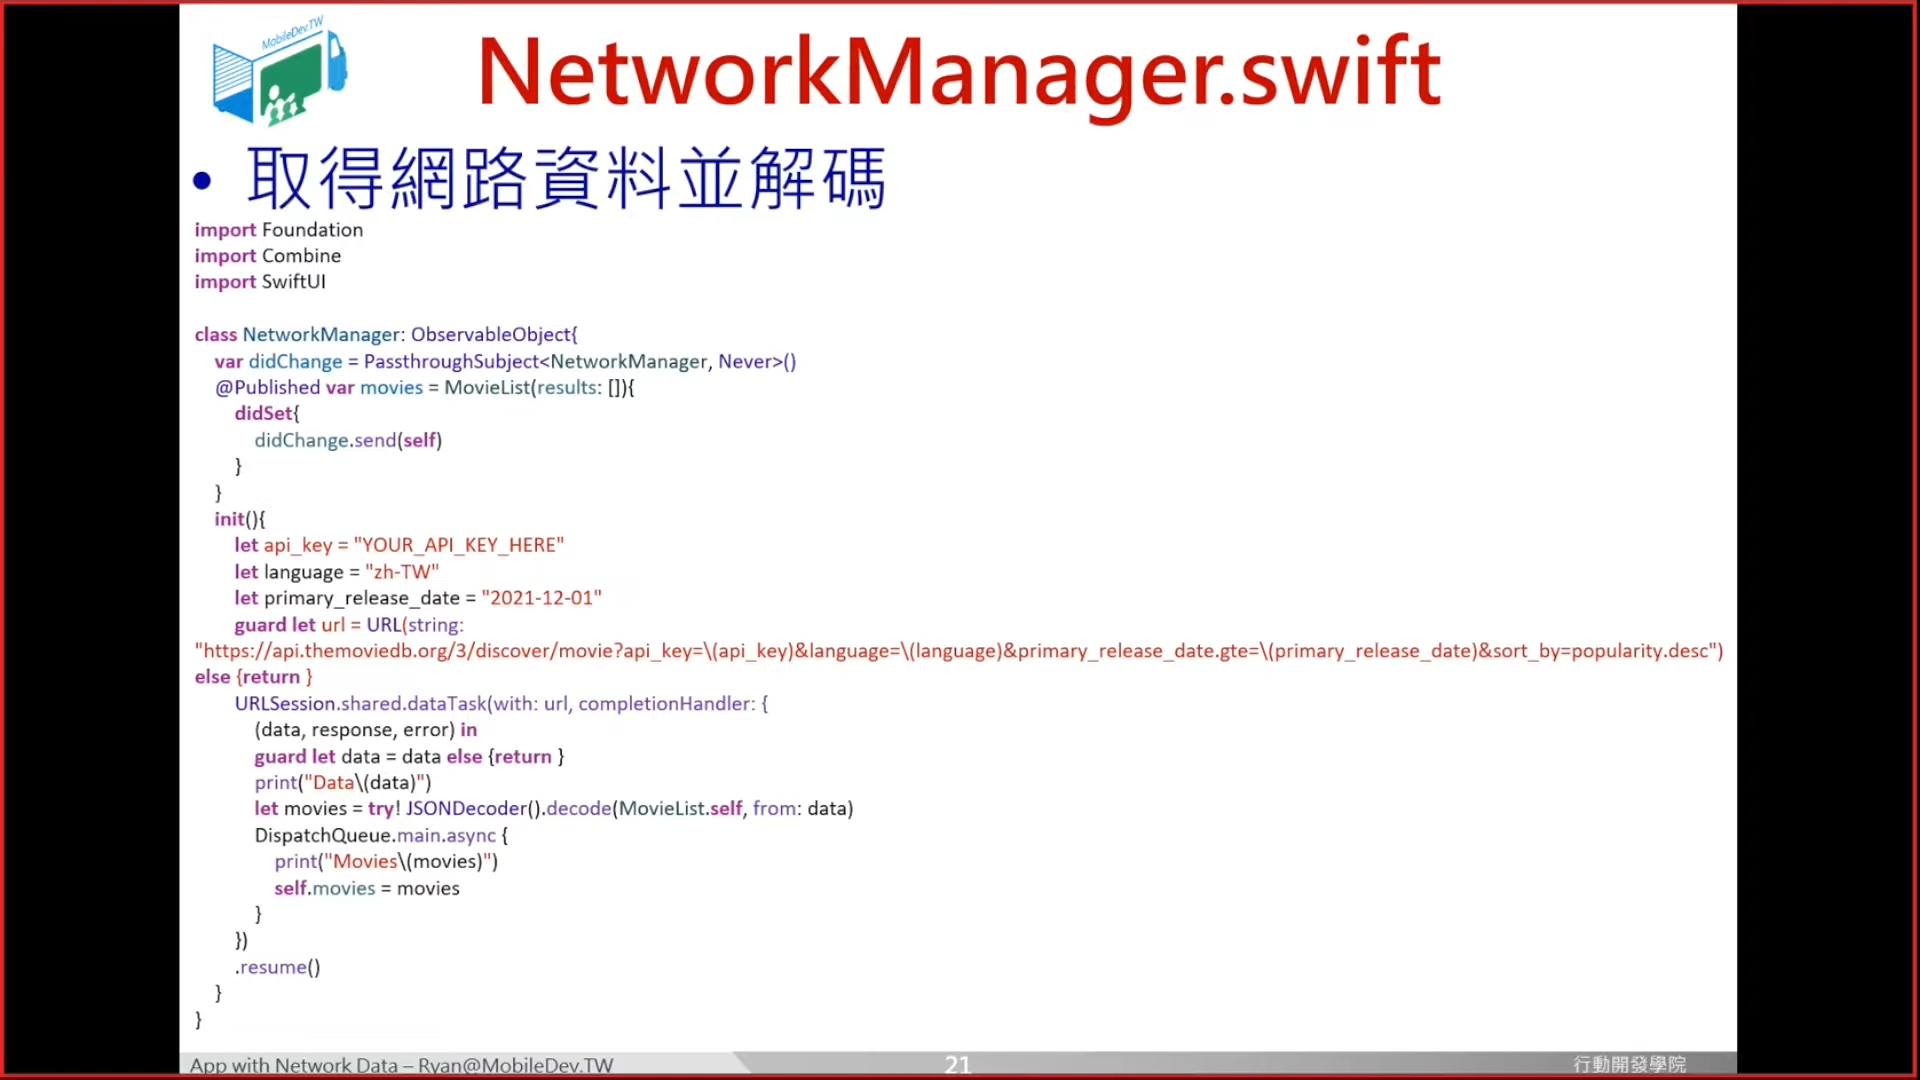 MobileDev.TW
NetworkManager.swift
• 取得網路資料並解碼
import Foundation
import Combine
import SwiftUI
class NetworkManager: ObservableObject{
var didChange = PassthroughSubject<NetworkManager, Never>()
@Published var movies = MovieList(results: []){
didSet{
didChange.send(self)
}
}
init(){
let api_key = "YOUR_API_KEY_HERE"
let language = "zh-TW"
let primary_release_date = "2021-12-01"
guard let url = URL(string:
"https://api.themoviedb.org/3/discover/movie?api_key=\(api_key)&language=\(language)&primary_release_date.gte=\(primary_release_date)&sort_by=popularity.desc")
else {return }
URLSession.shared.dataTask(with: url, completionHandler: {
(data, response, error) in
guard let data = data else {return }
print("Data\(data)")
let movies = try! JSONDecoder().decode(MovieList.self, from: data)
DispatchQueue.main.async {
print("Movies\(movies)")
self.movies = movies
}
})
.resume()
}
}
App with Network Data – Ryan@MobileDev.TW
21
行動開發學院